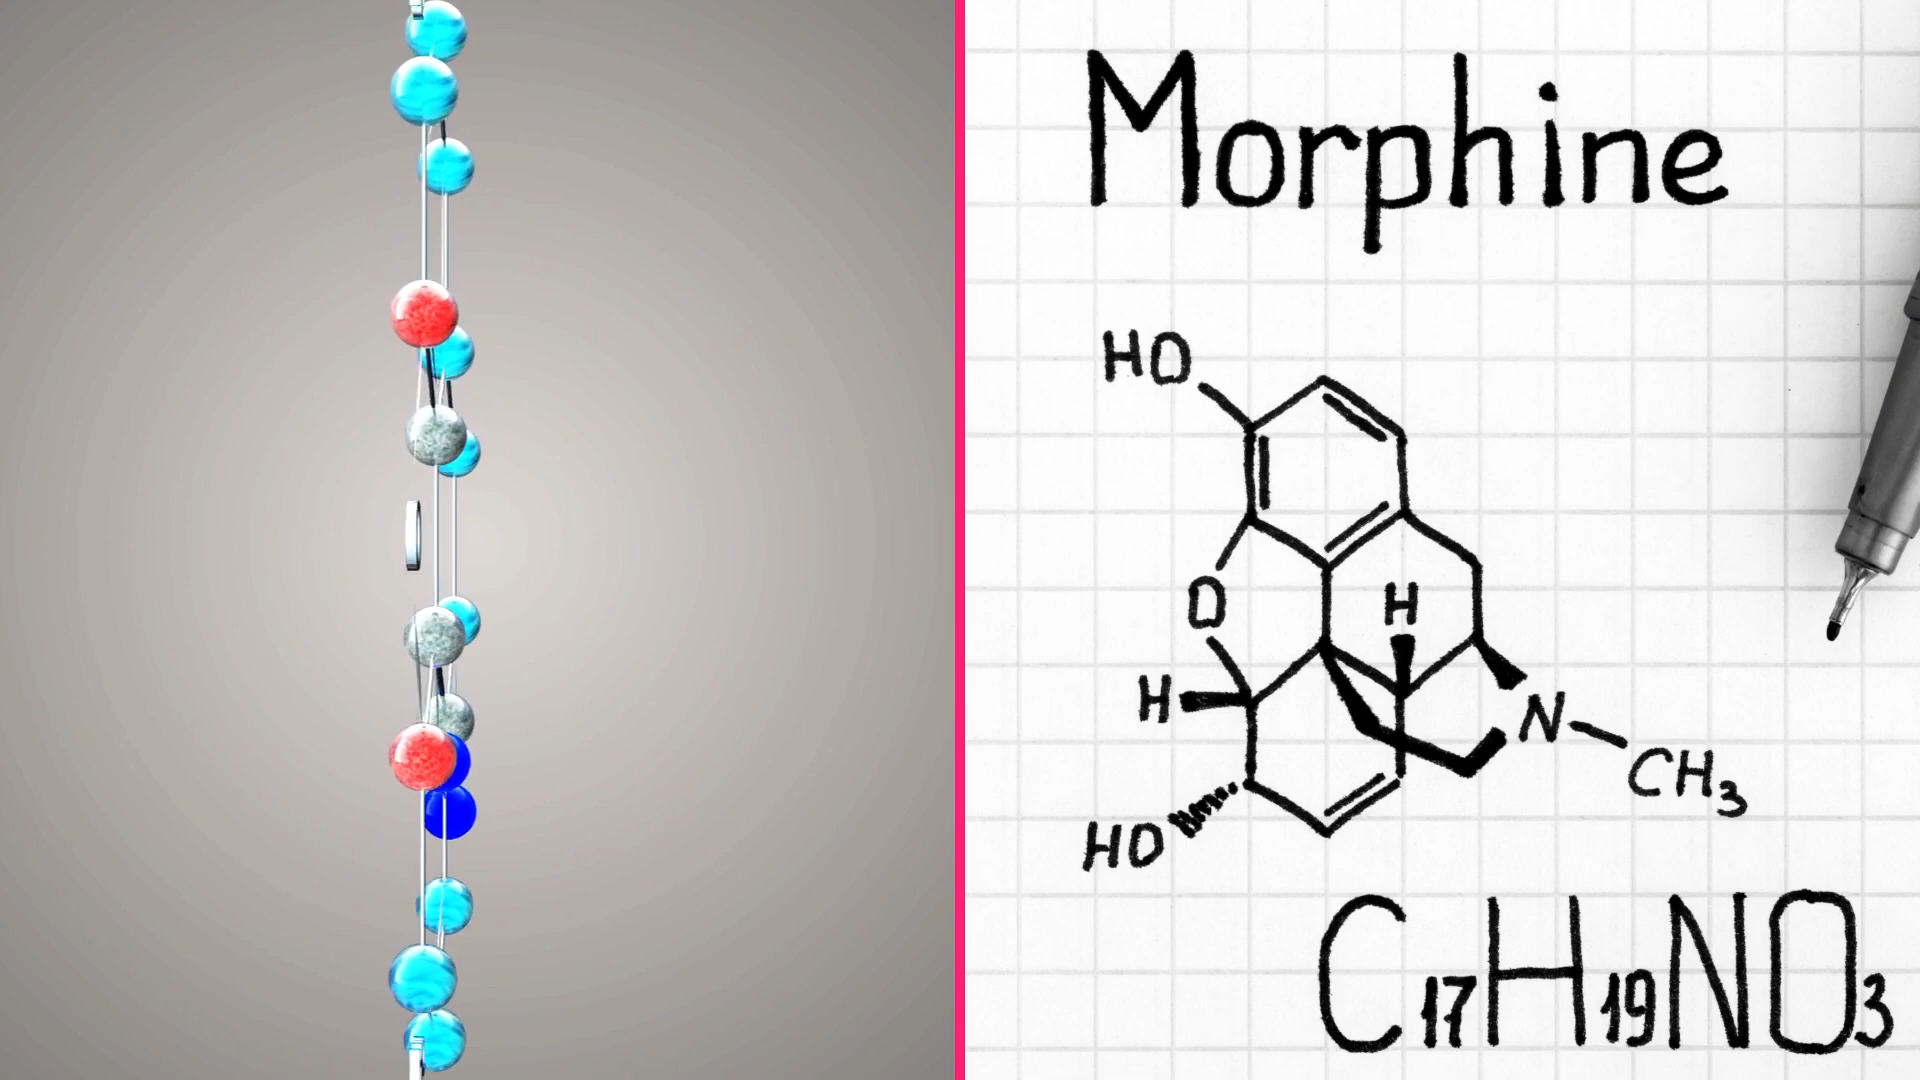 Morphine
HO
O
H
H
N
CH₃
HO
C₁₇H₁₉NO₃